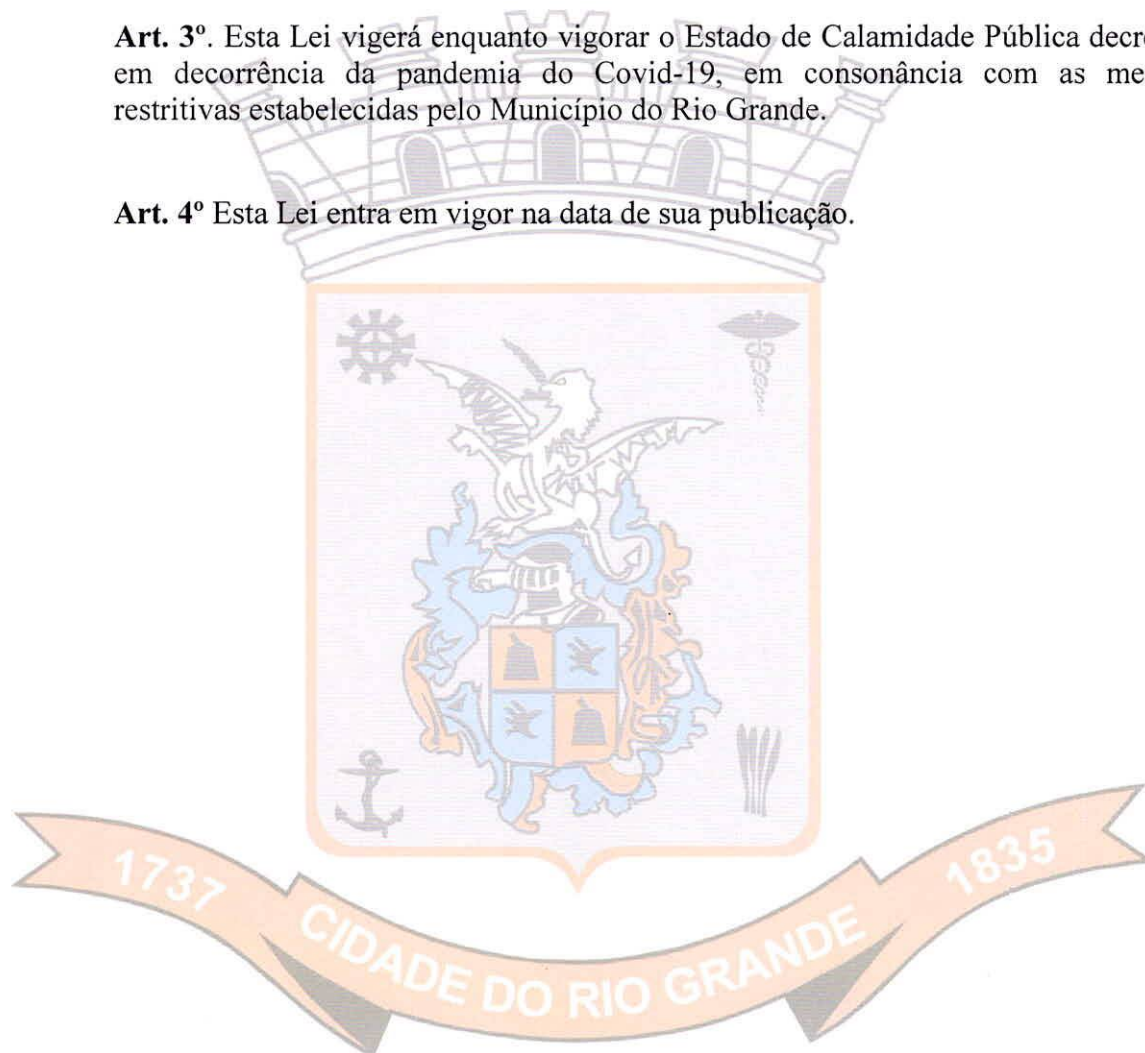 Art. 3º. Esta Lei vigerá enquanto vigorar o Estado de Calamidade Pública decre
em decorrência da pandemia do Covid-19, em consonância com as me
restritivas estabelecidas pelo Município do Rio Grande.
Art. 4º Esta Lei entra em vigor na data de sua publicação.
1737
CIDADE DO RIO GRANDE
1835